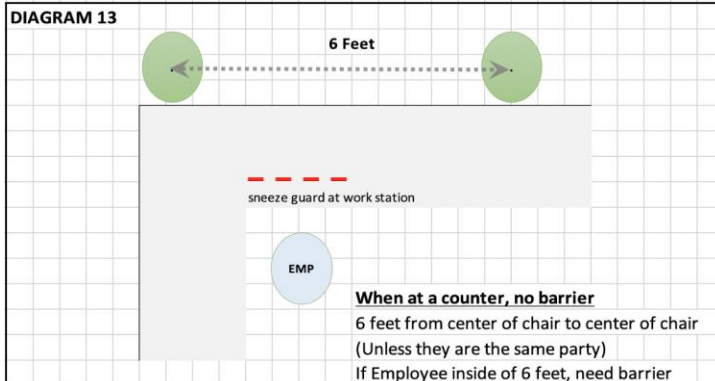 DIAGRAM 13
6 Feet
sneeze guard at work station
EMP
When at a counter, no barrier
6 feet from center of chair to center of chair
(Unless they are the same party)
If Employee inside of 6 feet, need barrier